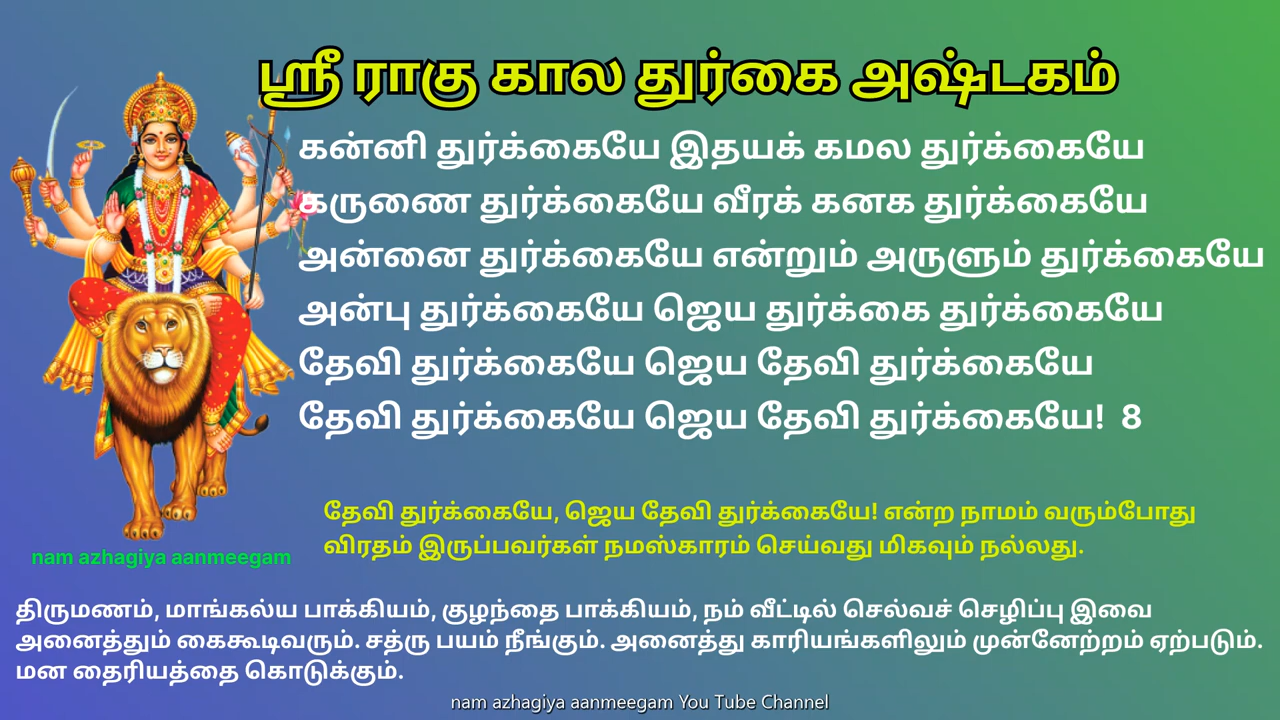 ஸ்ரீ ராகு கால துர்கை அஷ்டகம்
கன்னி துர்க்கையே இதயக் கமல துர்க்கையே
கருணை துர்க்கையே வீரக் கனக துர்க்கையே
அன்னை துர்க்கையே என்றும் அருளும் துர்க்கையே
அன்பு துர்க்கையே ஜெய துர்க்கை துர்க்கையே
தேவி துர்க்கையே ஜெய தேவி துர்க்கையே
தேவி துர்க்கையே ஜெய தேவி துர்க்கையே! 8
தேவி துர்க்கையே, ஜெய தேவி துர்க்கையே! என்ற நாமம் வரும்போது
விரதம் இருப்பவர்கள் நமஸ்காரம் செய்வது மிகவும் நல்லது.
nam azhagiya aanmeegam
திருமணம், மாங்கல்ய பாக்கியம், குழந்தை பாக்கியம், நம் வீட்டில் செல்வச் செழிப்பு இவை
அனைத்தும் கைகூடிவரும். சத்ரு பயம் நீங்கும். அனைத்து காரியங்களிலும் முன்னேற்றம் ஏற்படும்.
மன தைரியத்தை கொடுக்கும்.
nam azhagiya aanmeegam You Tube Channel